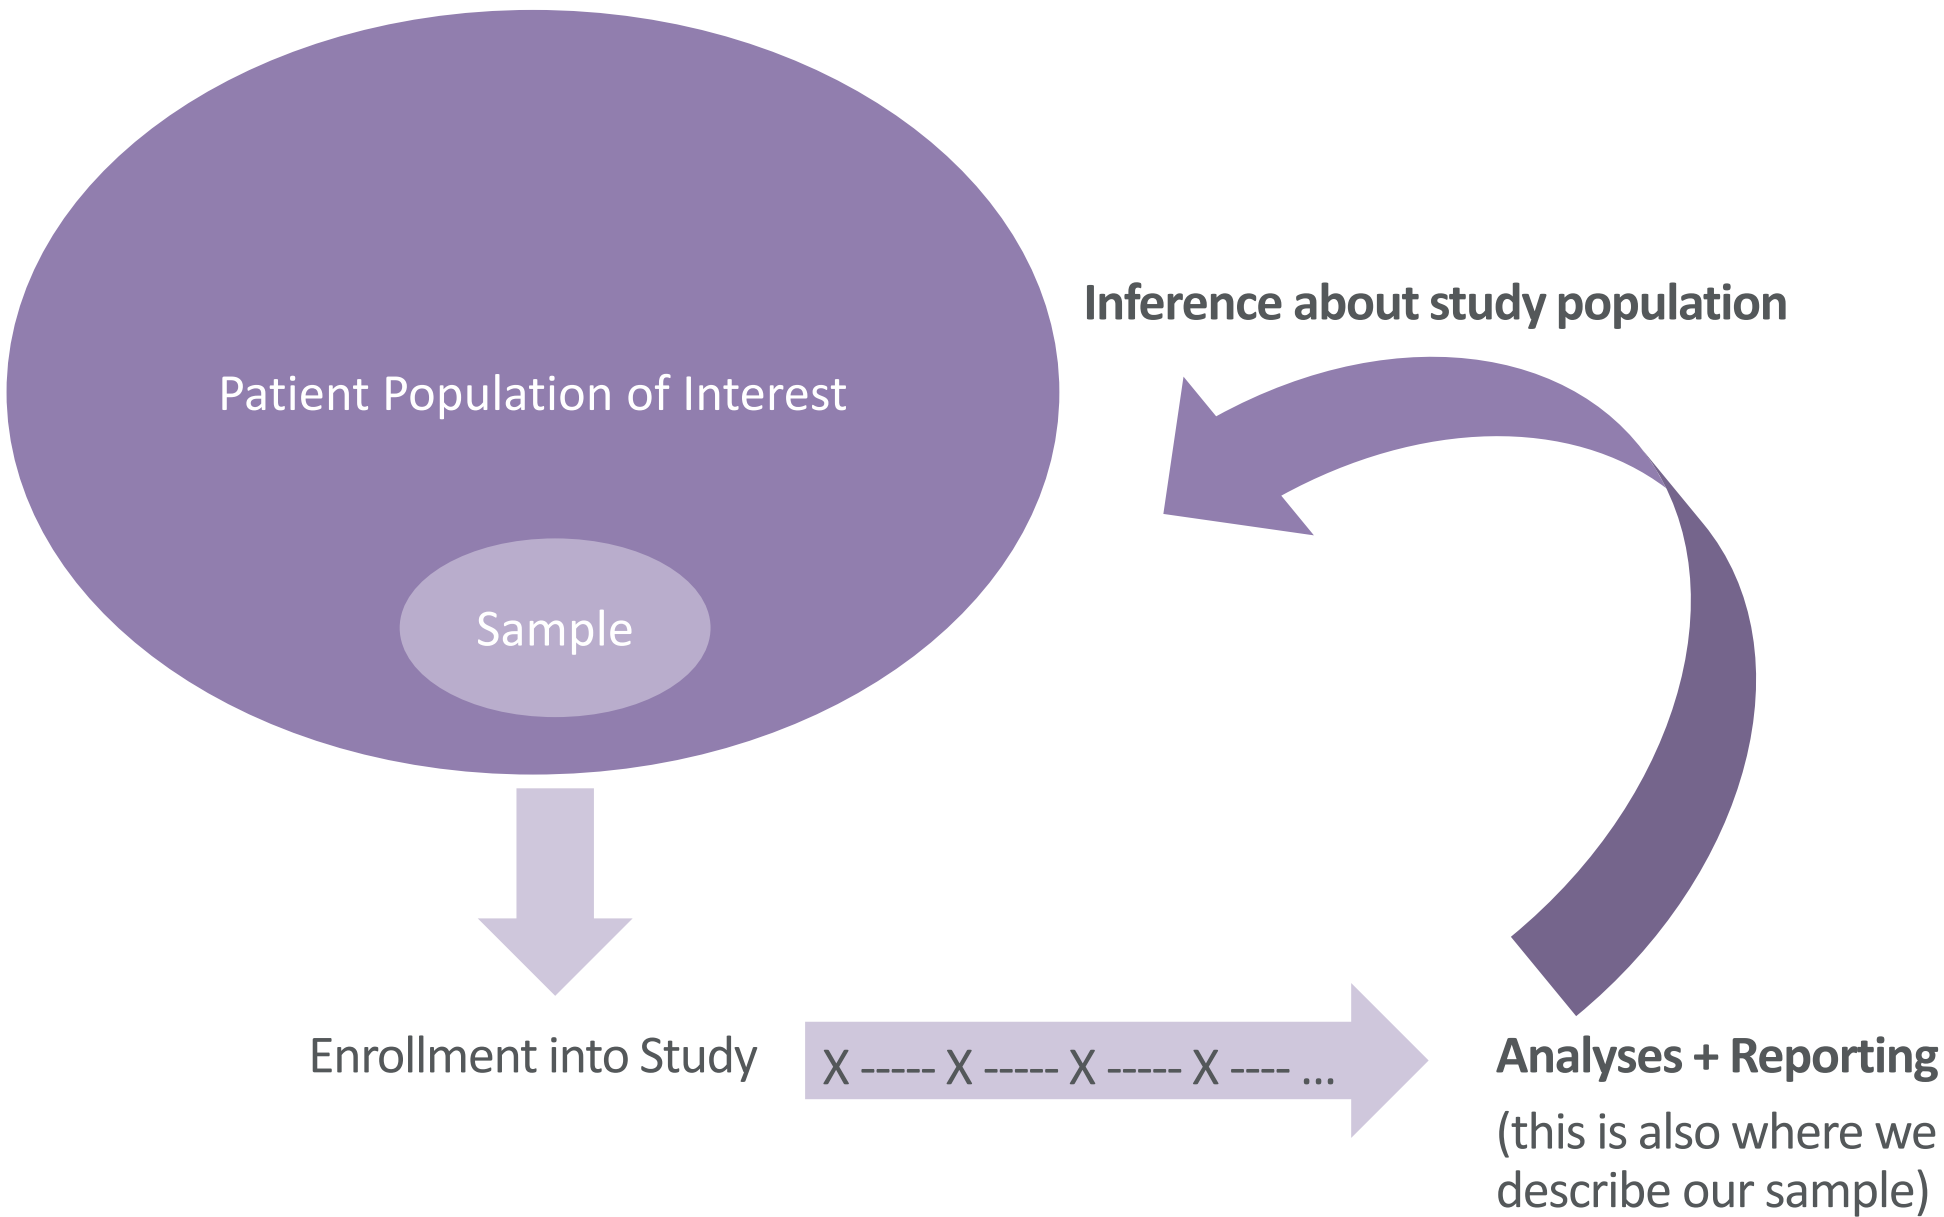 Patient Population of Interest
Sample
Inference about study population
Enrollment into Study
X ----- X ----- X ----- X ---- ...
Analyses + Reporting
(this is also where we
describe our sample)